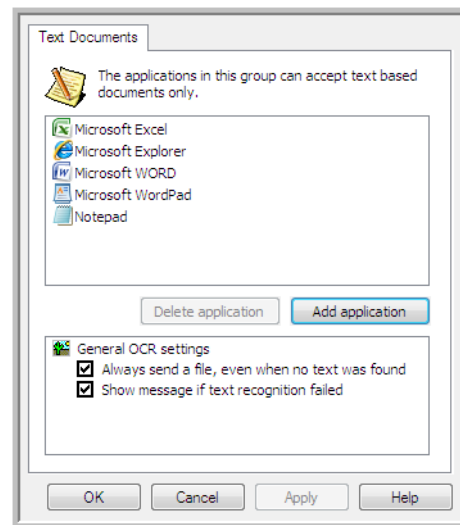 Text Documents
The applications in this group can accept text based
documents only.
Microsoft Excel
Microsoft Explorer
Microsoft WORD
Microsoft WordPad
Notepad
Delete application Add application
General OCR settings
Always send a file, even when no text was found
Show message if text recognition failed
OK Cancel Apply Help